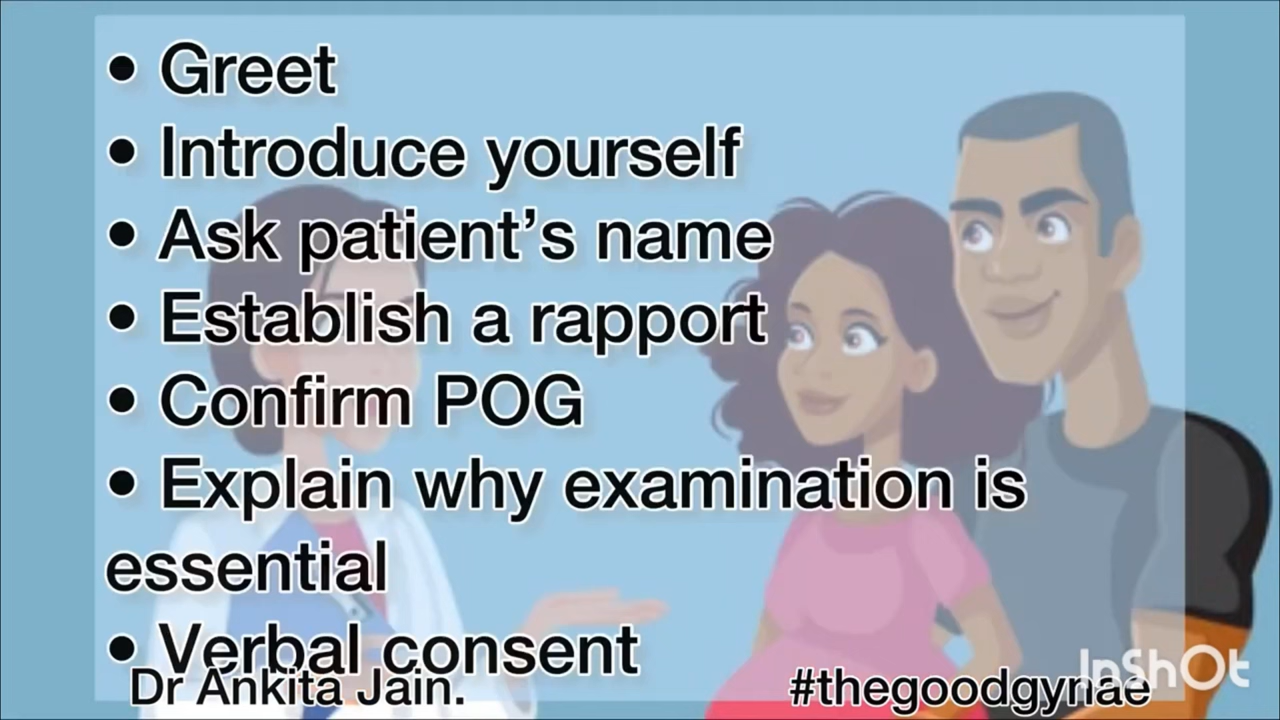 • Greet
• Introduce yourself
• Ask patient’s name
• Establish a rapport
• Confirm POG
• Explain why examination is
essential
• Verbal consent
Dr Ankita Jain.
#thegoodgynae
InShOt